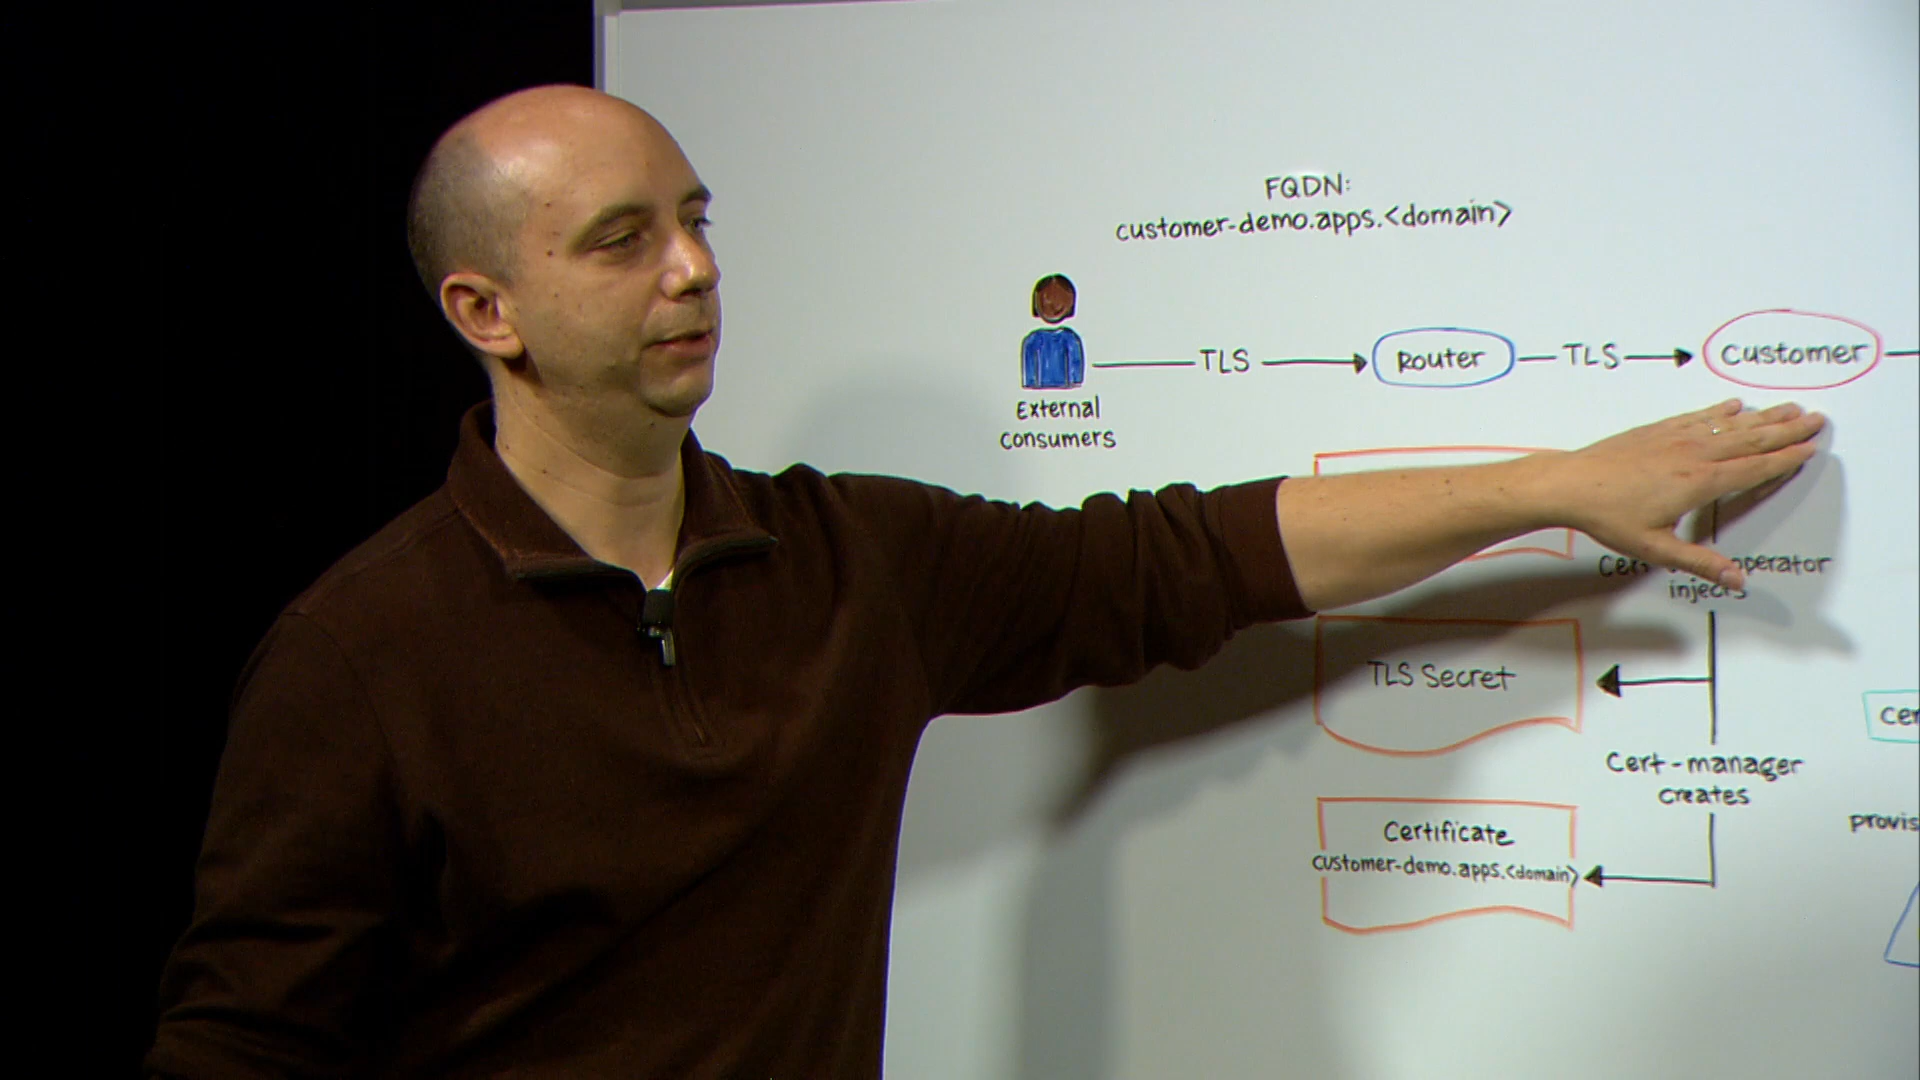 FQDN:
customer-demo.apps.<domain>
TLS
Router
TLS
Customer
External
consumers
operator
injects
TLS Secret
Cert-manager
creates
Certificate
customer-demo.apps.<domain>